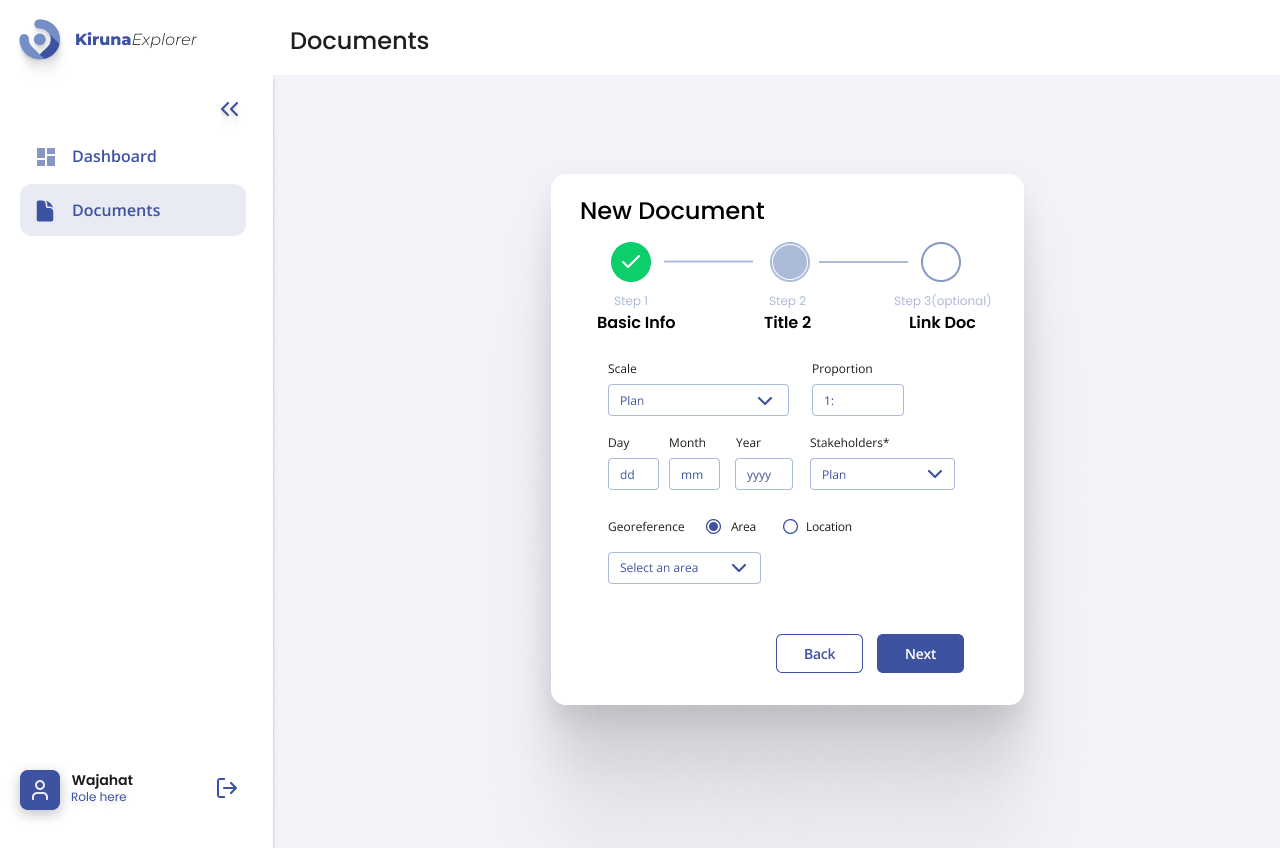 KirunaExplorer
Documents
Dashboard
Documents
New Document
Step 1
Step 2
Step 3(optional)
Basic Info
Title 2
Link Doc
Scale
Proportion
Plan
1:
Day
Month
Year
Stakeholders*
dd
mm
yyyy
Plan
Georeference
Area
Location
Select an area
Back
Next
Wajahat
Role here